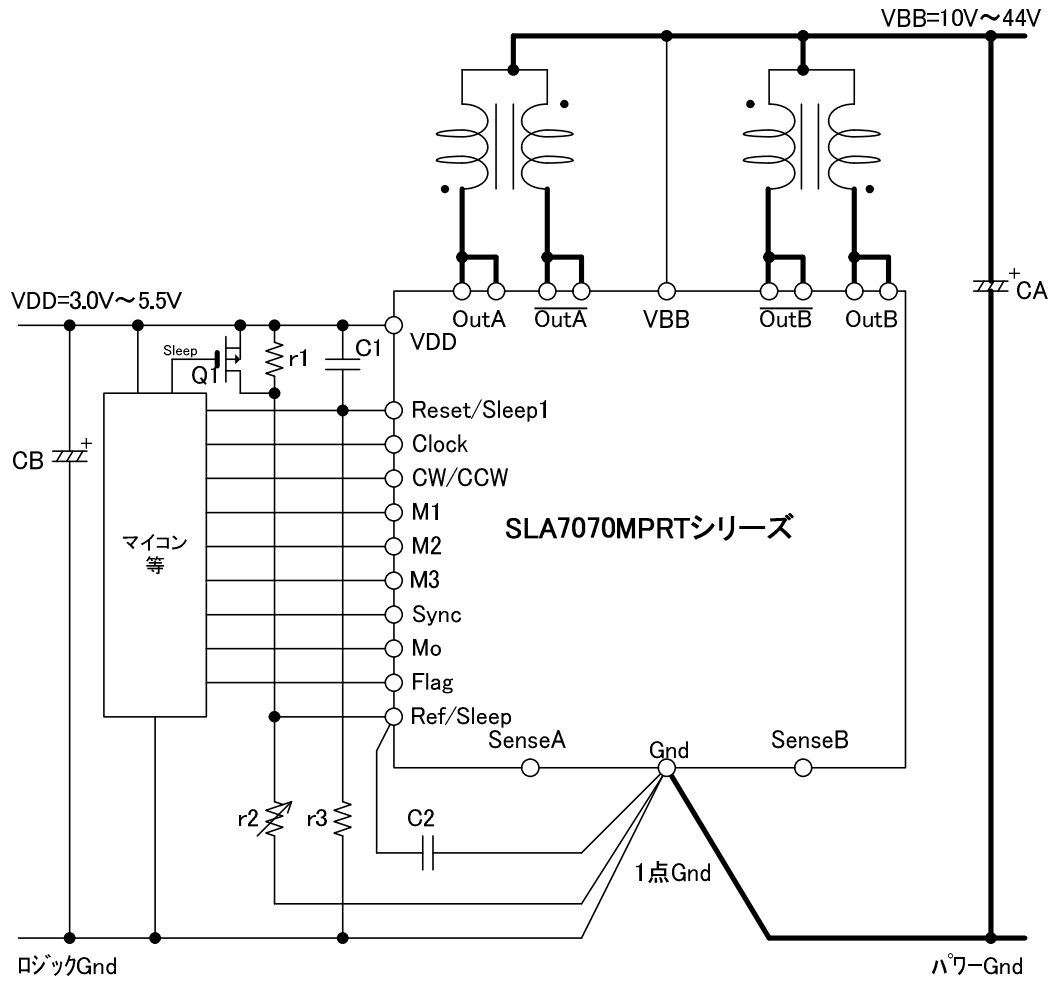 VBB=10V～44V
+
CA
VDD=3.0V～5.5V
OutA
OutA
VBB
OutB
OutB
VDD
Sleep
Q1
r1
C1
Reset/Sleep1
Clock
+
CB
CW/CCW
M1
SLA7070MPRTシリーズ
マイコン
等
M2
M3
Sync
Mo
Flag
Ref/Sleep
SenseA
Gnd
SenseB
r2
r3
C2
1点Gnd
ロジックGnd
パワーGnd